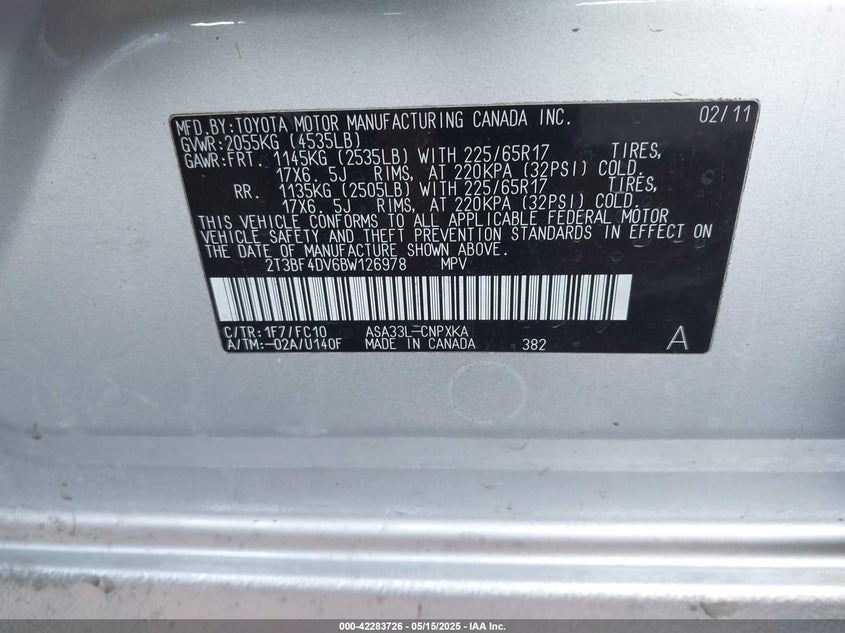 MFD.BY:TOYOTA MOTOR MANUFACTURING CANADA INC. 02/11
GVWR:2055KG (4535LB)
GAWR:FRT. 1145KG (2535LB) WITH 225/65R17 TIRES,
17X6. 5J RIMS, AT 220KPA (32PSI) COLD.
RR. 1135KG (2505LB) WITH 225/65R17 TIRES,
17X6. 5J RIMS, AT 220KPA (32PSI) COLD.
THIS VEHICLE CONFORMS TO ALL APPLICABLE FEDERAL MOTOR
VEHICLE SAFETY AND THEFT PREVENTION STANDARDS IN EFFECT ON
THE DATE OF MANUFACTURE SHOWN ABOVE.
2T3BF4DV6BW126978 MPV
C/TR:1F7/FC10 ASA33L-CNPXKA
A/TM:-02A/U140F MADE IN CANADA 382 A
000-42283726 - 05/15/2025 - IAA Inc.